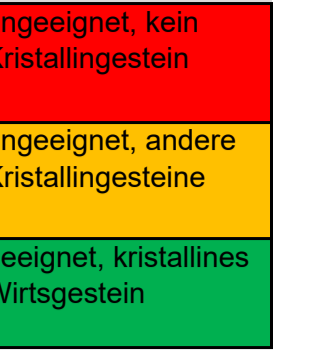 ngeeignet, kein
Kristallingestein
ngeeignet, andere
Kristallingesteine
eeignet, kristallines
Wirtsgestein